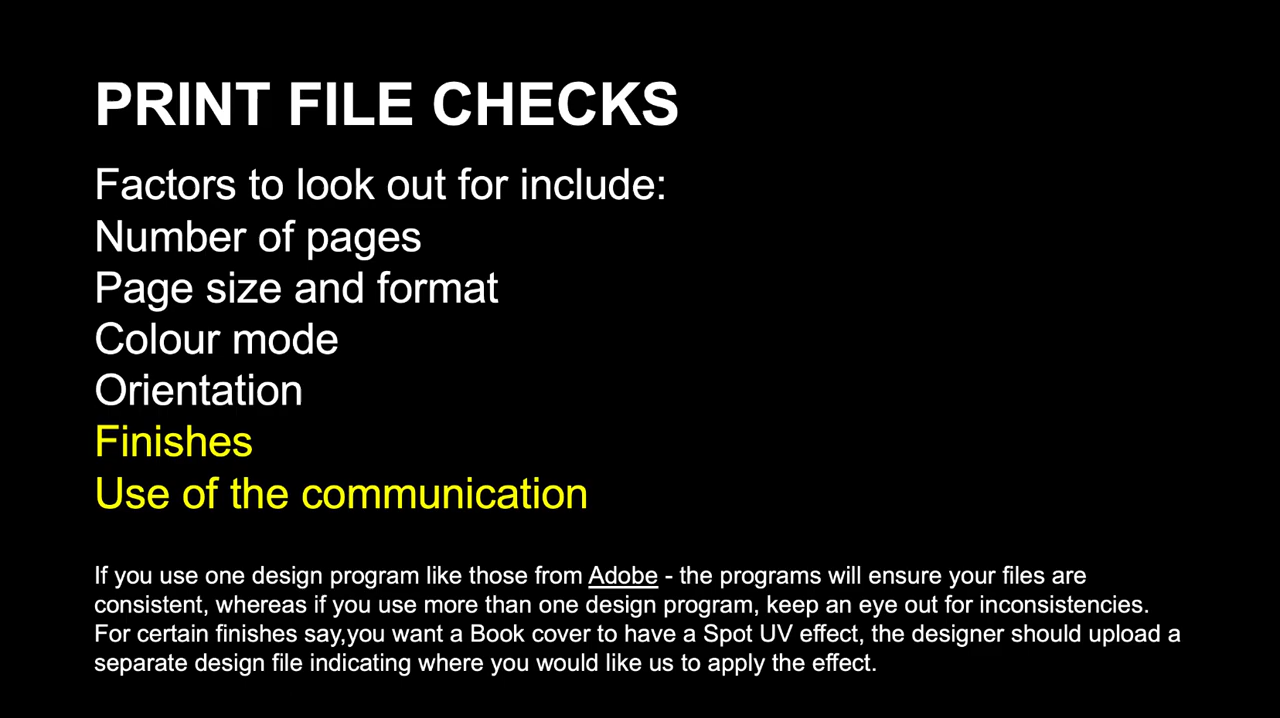 PRINT FILE CHECKS
Factors to look out for include:
Number of pages
Page size and format
Colour mode
Orientation
Finishes
Use of the communication
If you use one design program like those from Adobe - the programs will ensure your files are
consistent, whereas if you use more than one design program, keep an eye out for inconsistencies.
For certain finishes say,you want a Book cover to have a Spot UV effect, the designer should upload a
separate design file indicating where you would like us to apply the effect.